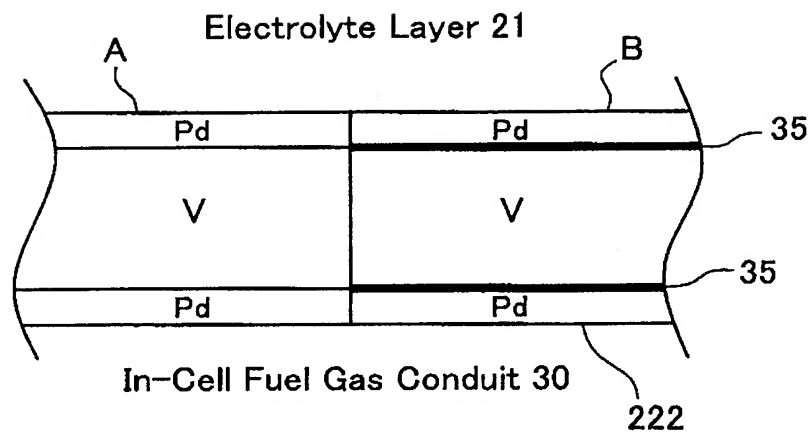 Electrolyte Layer 21
A
B
Pd
Pd
35
V
V
35
Pd
Pd
In-Cell Fuel Gas Conduit 30
222